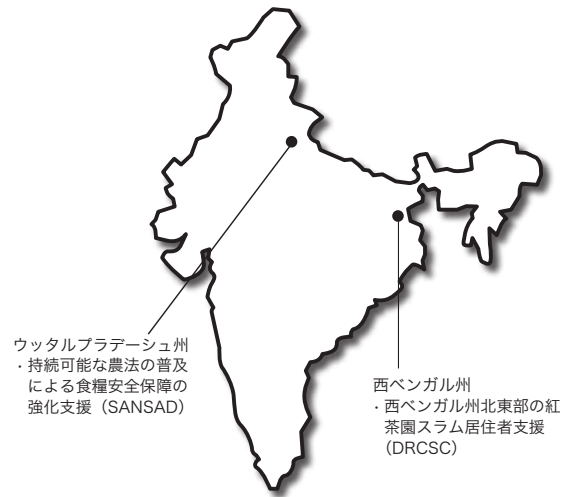 ウッタルプラデーシュ州
・持続可能な農法の普及
による食糧安全保障の
強化支援（SANSAD）
西ベンガル州
・西ベンガル州北東部の紅
茶園スラム居住者支援
（DRCSC）